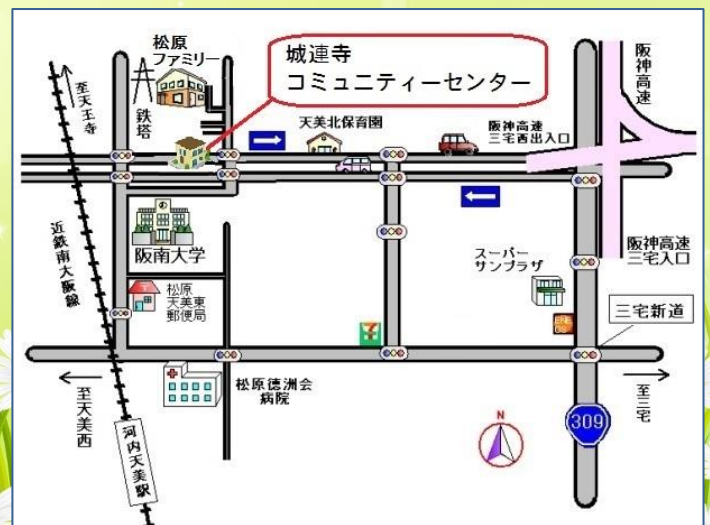 松原
ファミリー
城連寺
コミュニティーセンター
阪神高速
至天王寺
鉄塔
天美北保育園
阪神高速
三宅西出入口
近鉄南大阪線
阪南大学
松原
天美東
郵便局
スーパー
サンプラザ
阪神高速
三宅入口
三宅新道
7
ENE
OS
至天美西
松原徳洲会
病院
至三宅
河内天美駅
N
309